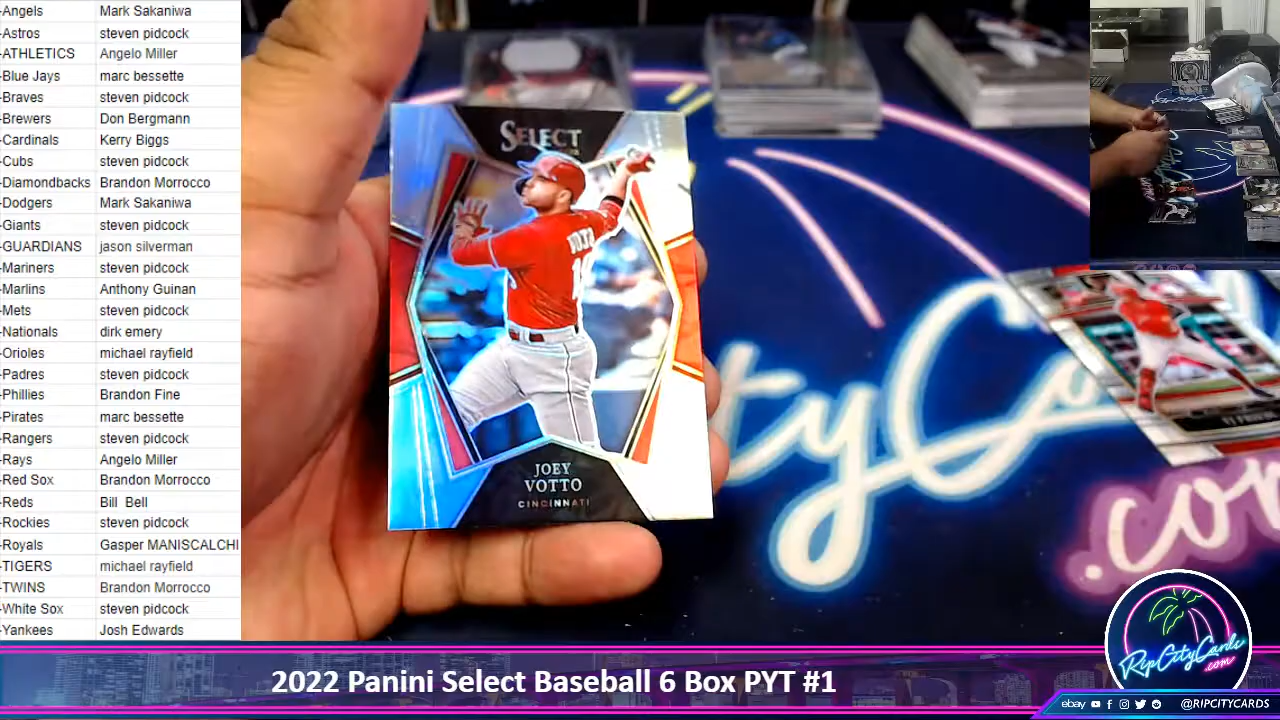 -Angels Mark Sakaniwa
-Astros steven pidcock
-ATHLETICS Angelo Miller
-Blue Jays marc bessette
-Braves steven pidcock
-Brewers Don Bergmann
-Cardinals Kerry Biggs
-Cubs steven pidcock
-Diamondbacks Brandon Morrocco
-Dodgers Mark Sakaniwa
-Giants steven pidcock
-GUARDIANS jason silverman
-Mariners steven pidcock
-Marlins Anthony Guinan
-Mets steven pidcock
-Nationals dirk emery
-Orioles michael rayfield
-Padres steven pidcock
-Phillies Brandon Fine
-Pirates marc bessette
-Rangers steven pidcock
-Rays Angelo Miller
-Red Sox Brandon Morrocco
-Reds Bill Bell
-Rockies steven pidcock
-Royals Gasper MANISCALCHI
-TIGERS michael rayfield
-TWINS Brandon Morrocco
-White Sox steven pidcock
-Yankees Josh Edwards
SELECT
JOEY
VOTTO
CINCINNATI
.com
RipCityCards
.com
2022 Panini Select Baseball 6 Box PYT #1
ebay @RIPCITYCARDS